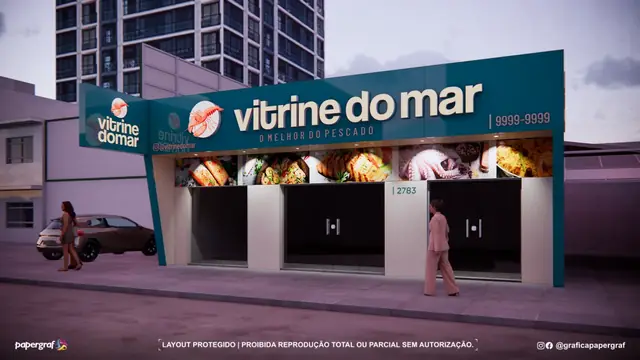 vitrine
domar
vitrine do mar
O MELHOR DO PESCADO
| 9999-9999
@vitrinedomar
| 2783
papergraf
LAYOUT PROTEGIDO | PROIBIDA REPRODUÇÃO TOTAL OU PARCIAL SEM AUTORIZAÇÃO.
@graficapapergraf